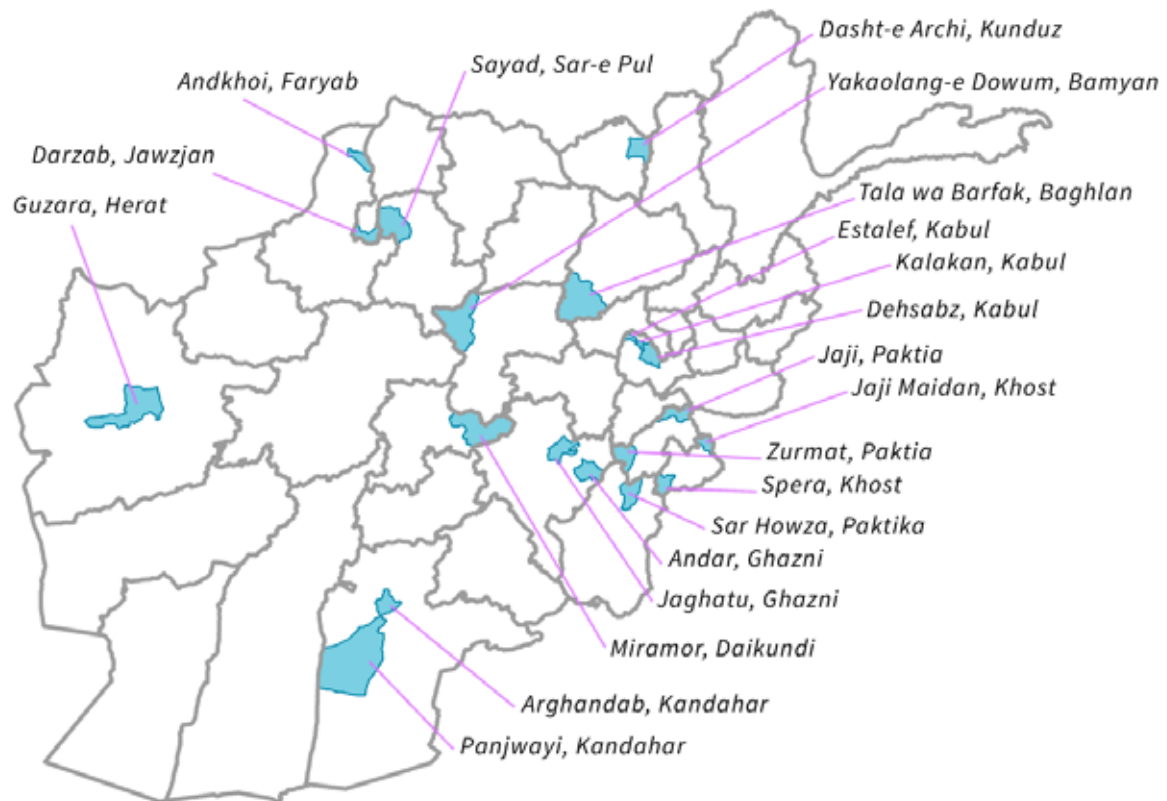 Dasht-e Archi, Kunduz
Sayad, Sar-e Pul
Andkhoi, Faryab
Yakaolang-e Dowum, Bamyan
Darzab, Jawzjan
Guzara, Herat
Tala wa Barfak, Baghlan
Estalef, Kabul
Kalakan, Kabul
Dehsabz, Kabul
Jaji, Paktia
Jaji Maidan, Khost
Zurmat, Paktia
Spera, Khost
Sar Howza, Paktika
Andar, Ghazni
Jaghatu, Ghazni
Miramor, Daikundi
Arghandab, Kandahar
Panjwayi, Kandahar